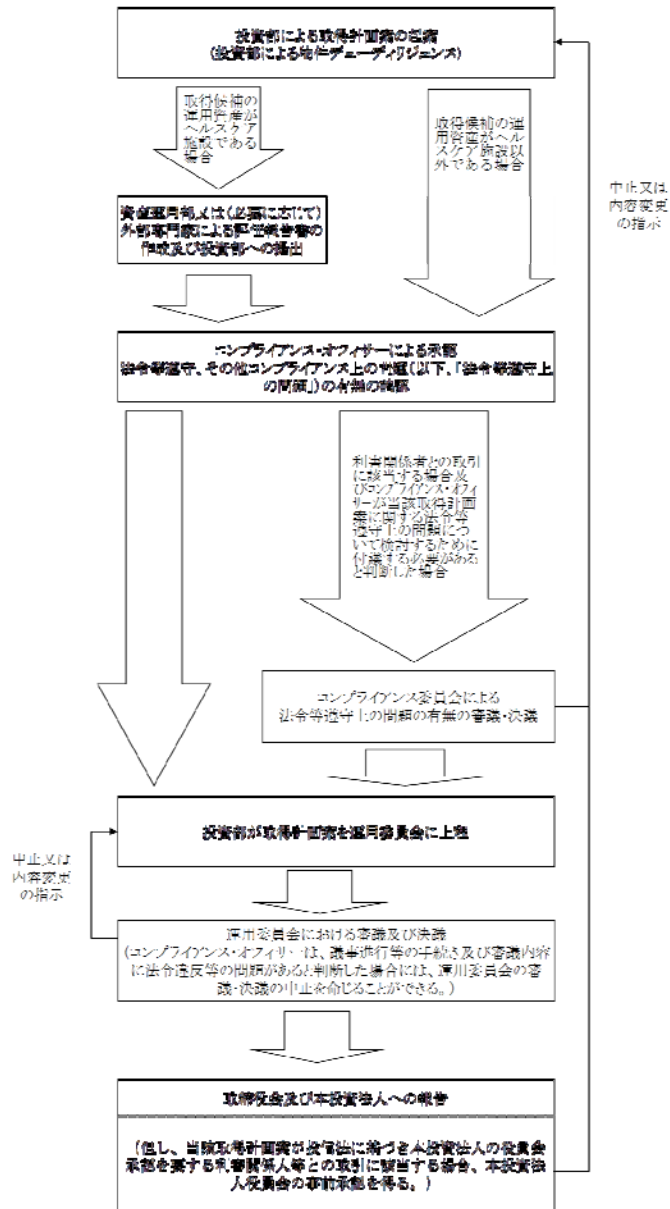 投資部による取得計画案の起案
(投資部による物件デューディリジェンス)
取得候補の
運用資産が
ヘルスケア
施設である
場合
取得候補の運
用資産がヘル
スケア施設以
外である場合
中止又は
内容変更
の指示
資産運用部又は(必要に応じて)
外部専門家による評価報告書の
作成及び投資部への提出
コンプライアンス・オフィサーによる承認
法令等遵守、その他コンプライアンス上の問題(以下、「法令等遵守上
の問題」)の有無の確認
利害関係者との取引
に該当する場合及
びコンプライアンス・オフィ
サーが当該取得計画
案に関する法令等
遵守上の問題につ
いて検討するために
付議する必要がある
と判断した場合
コンプライアンス委員会による
法令等遵守上の問題の有無の審議・決議
投資部が取得計画案を運用委員会に上程
中止又は
内容変更
の指示
運用委員会における審議及び決議
(コンプライアンス・オフィサーは、議事進行等の手続き及び審議内容
に法令違反等の問題があると判断した場合には、運用委員会の審
議・決議の中止を命じることができる。)
取締役会及び本投資法人への報告
(但し、当該取得計画案が投信法に基づき本投資法人の役員会
承認を要する利害関係人等との取引に該当する場合、本投資法
人役員会の事前承認を得る。)